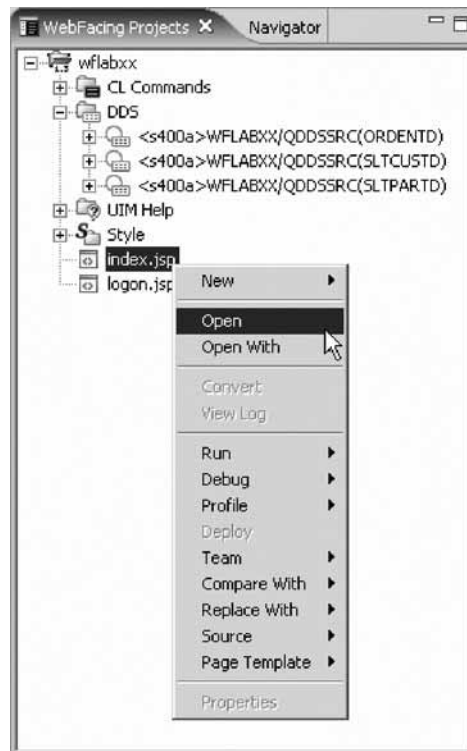 WebFacing Projects Navigator
wflabxx
CL Commands
DDS
<s400a>WFLABXX/QDDSSRC(ORDENTD)
<s400a>WFLABXX/QDDSSRC(SLTCUSTD)
<s400a>WFLABXX/QDDSSRC(SLTPARTD)
UIM Help
Style
index.jsp
logon.jsp
New
Open
Open With
Convert
View Log
Run
Debug
Profile
Deploy
Team
Compare With
Replace With
Source
Page Template
Properties